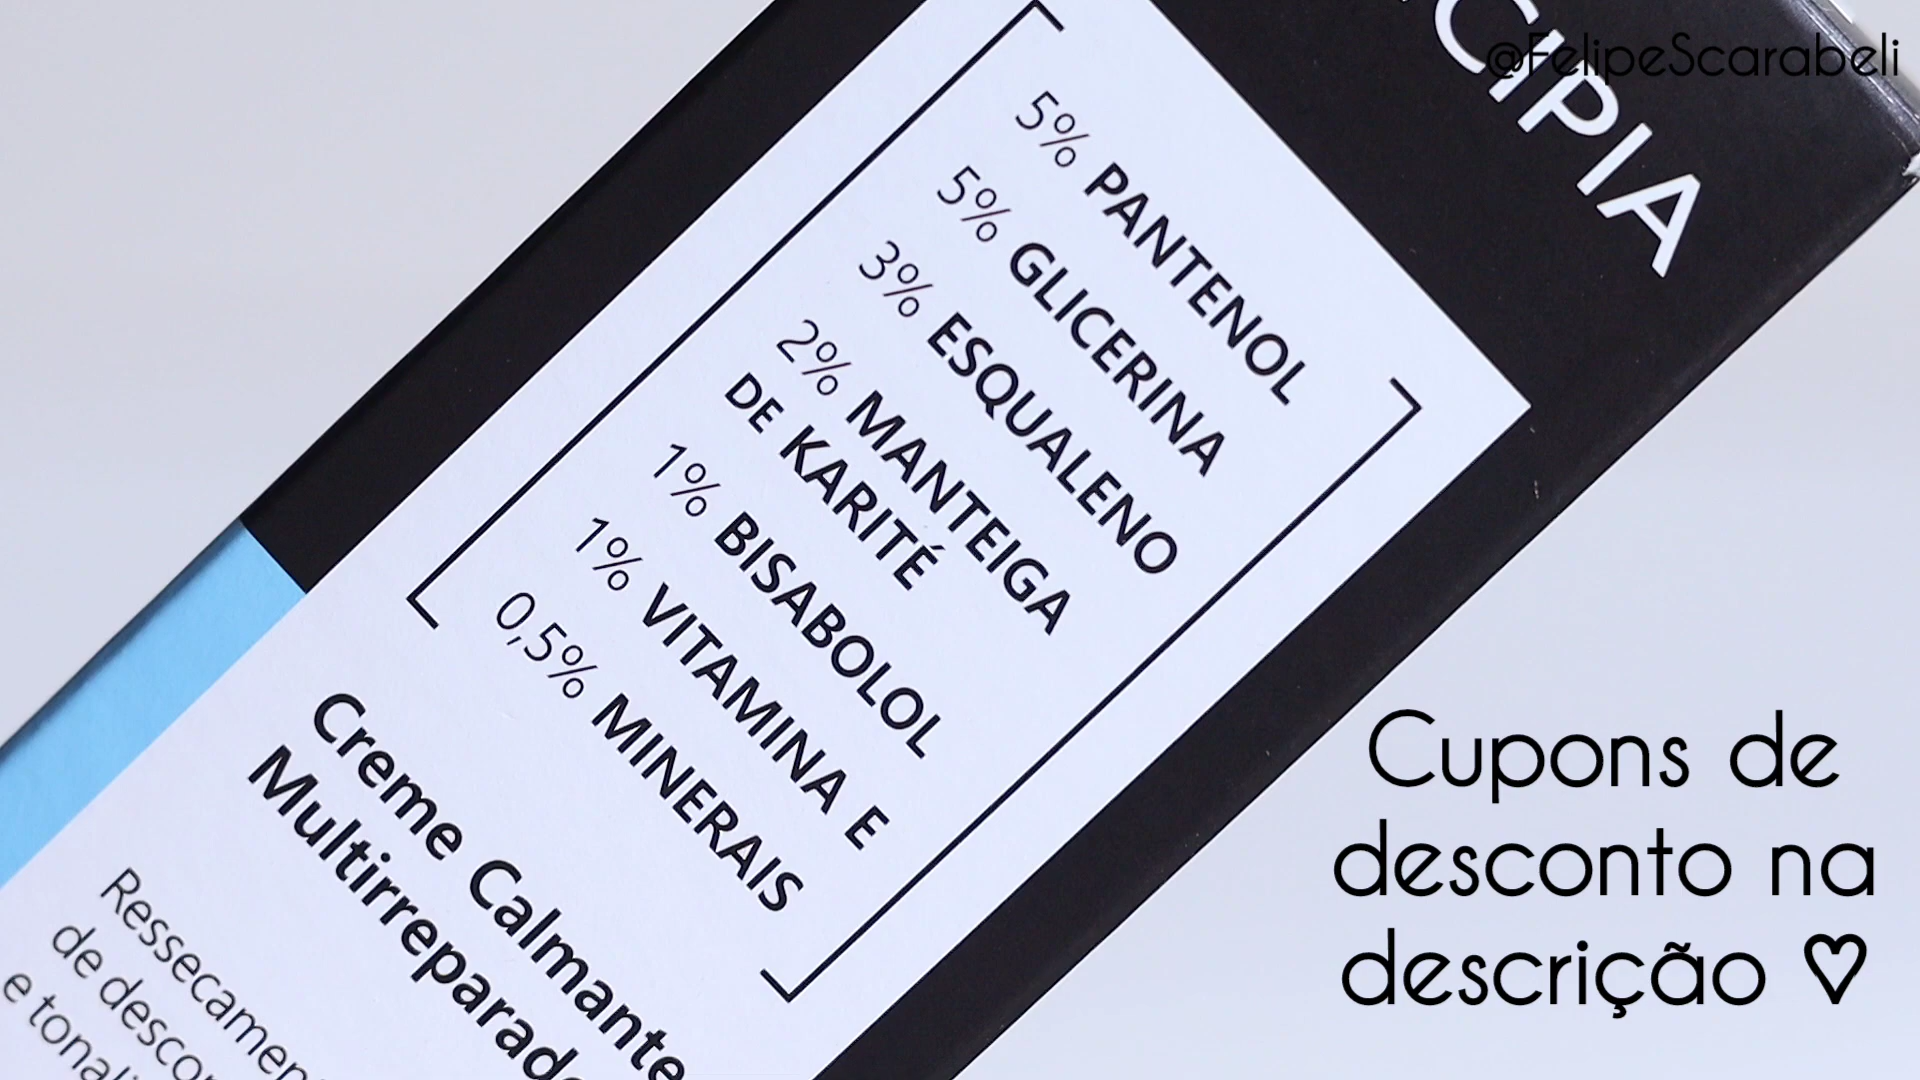 CIPIA
@FelipeScarabeli
5% PANTENOL
5% GLICERINA
3% ESQUALENO
2% MANTEIGA
DE KARITÉ
1% BISABOLOL
1% VITAMINA E
0,5% MINERAIS
Creme Calmante
Multirreparado
Ressecamen
de descor
e tonali
Cupons de
desconto na
descrição ♡